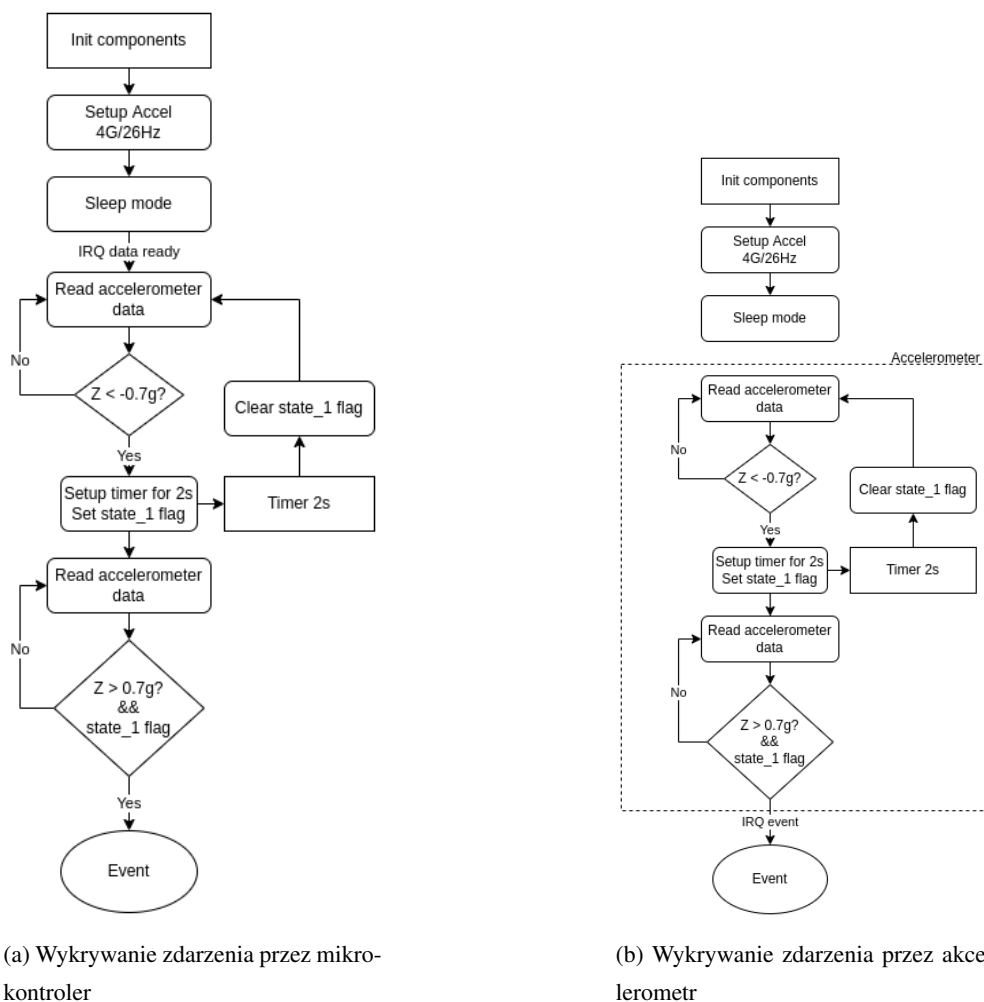 Init components
Setup Accel
4G/26Hz
Sleep mode
IRQ data ready
Read accelerometer
data
No
Z < -0.7g?
Clear state_1 flag
Yes
Setup timer for 2s
Set state_1 flag
Timer 2s
Read accelerometer
data
No
Z > 0.7g?
&&
state_1 flag
Yes
Event
(a) Wykrywanie zdarzenia przez mikro-
kontroler
Init components
Setup Accel
4G/26Hz
Sleep mode
Accelerometer
Read accelerometer
data
No
Z < -0.7g?
Clear state_1 flag
Yes
Setup timer for 2s
Set state_1 flag
Timer 2s
Read accelerometer
data
No
Z > 0.7g?
&&
state_1 flag
IRQ event
Event
(b) Wykrywanie zdarzenia przez akce
lerometr